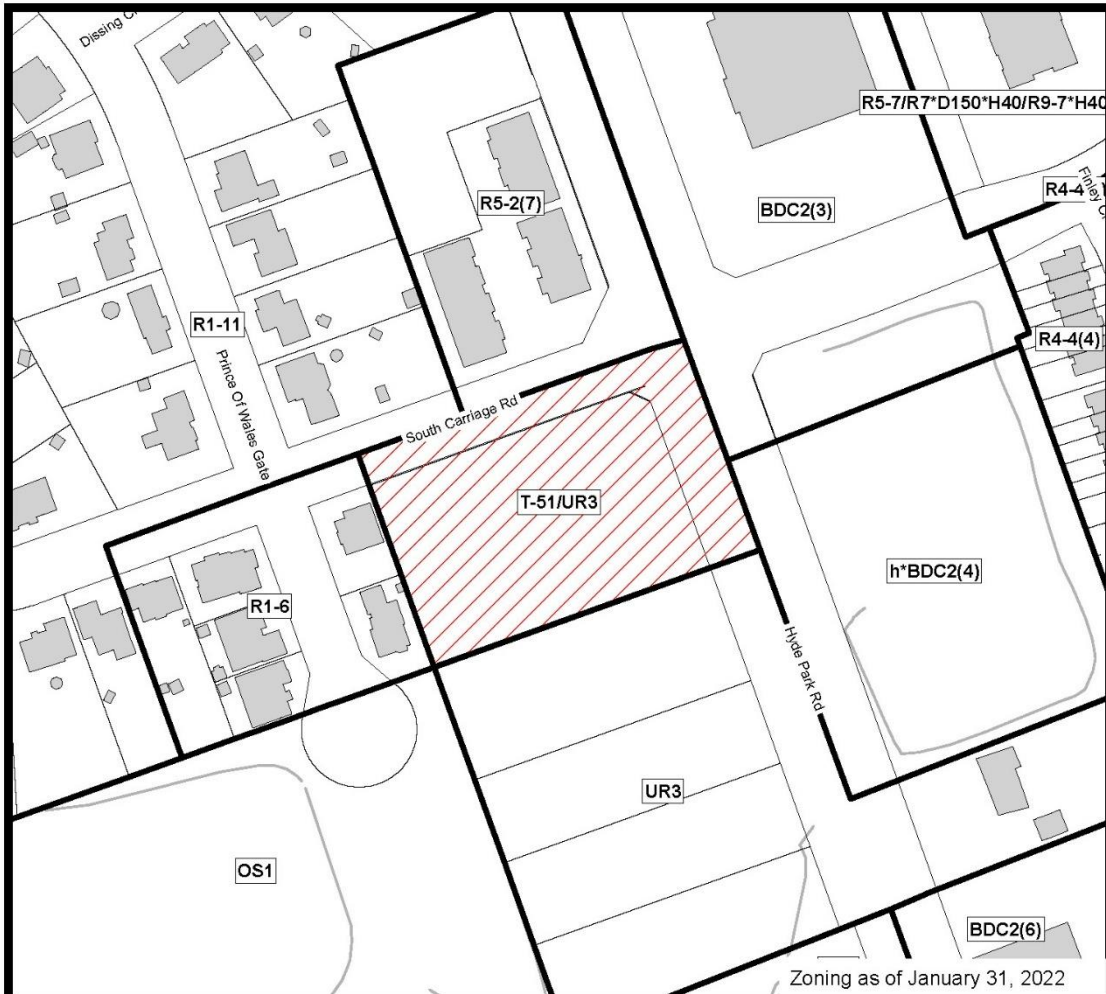 Dissing C
R5-7/R7*D150*H40/R9-7*H40
R4-4
Finley C
R5-2(7)
BDC2(3)
R1-11
R4-4(4)
Prince Of Wales Gate
South Carriage Rd
T-51/UR3
h*BDC2(4)
R1-6
Hyde Park Rd
UR3
OS1
BDC2(6)
Zoning as of January 31, 2022